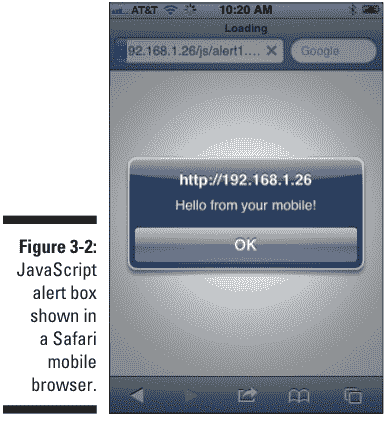 AT&T 10:20 AM
Loading
92.168.1.26/js/alert1....
Google
http://192.168.1.26
Hello from your mobile!
OK
Figure 3-2:
JavaScript
alert box
shown in
a Safari
mobile
browser.